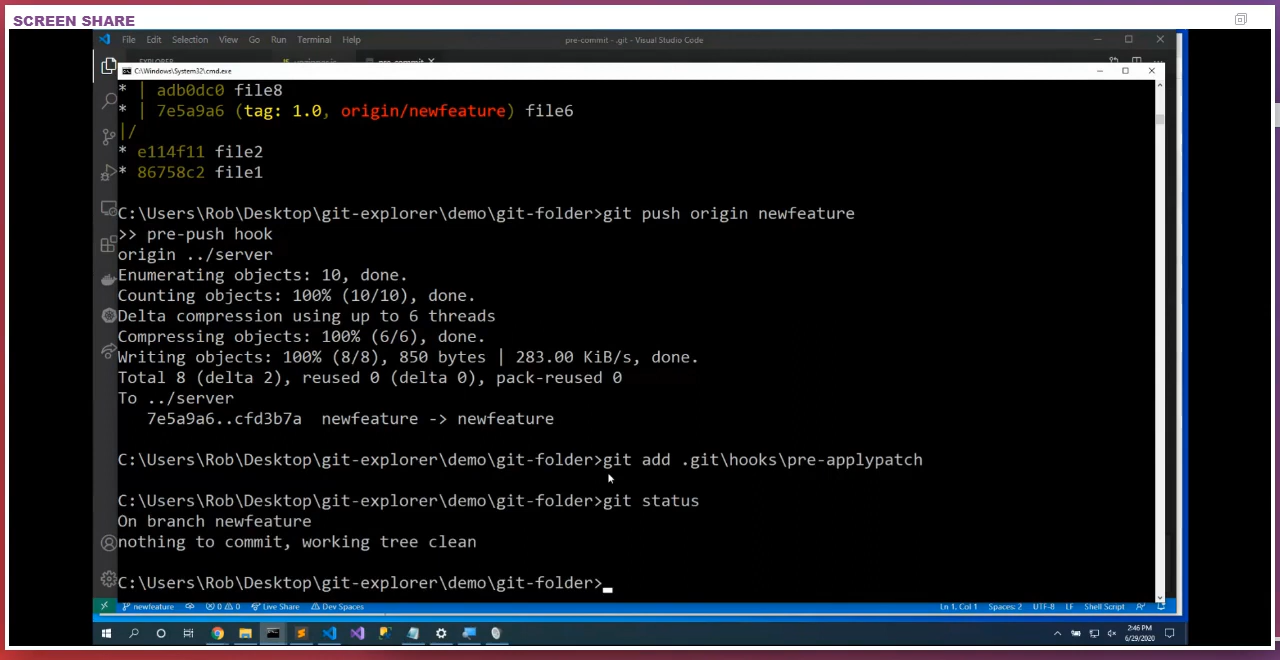 SCREEN SHARE
File Edit Selection View Go Run Terminal Help
pre-commit - .git - Visual Studio Code
EXPLORER
pre-commit
C:\Windows\System32\cmd.exe
* | adb0dc0 file8
* | 7e5a9a6 (tag: 1.0, origin/newfeature) file6
|/
* e114f11 file2
* 86758c2 file1
C:\Users\Rob\Desktop\git-explorer\demo\git-folder>git push origin newfeature
>> pre-push hook
origin ../server
Enumerating objects: 10, done.
Counting objects: 100% (10/10), done.
Delta compression using up to 6 threads
Compressing objects: 100% (6/6), done.
Writing objects: 100% (8/8), 850 bytes | 283.00 KiB/s, done.
Total 8 (delta 2), reused 0 (delta 0), pack-reused 0
To ../server
7e5a9a6..cfd3b7a newfeature -> newfeature
C:\Users\Rob\Desktop\git-explorer\demo\git-folder>git add .git\hooks\pre-applypatch
C:\Users\Rob\Desktop\git-explorer\demo\git-folder>git status
On branch newfeature
nothing to commit, working tree clean
C:\Users\Rob\Desktop\git-explorer\demo\git-folder>
newfeature 0 0 Live Share Dev Spaces
Ln 1, Col 1 Spaces: 2 UTF-8 LF Shell Script
2:46 PM
6/29/2020